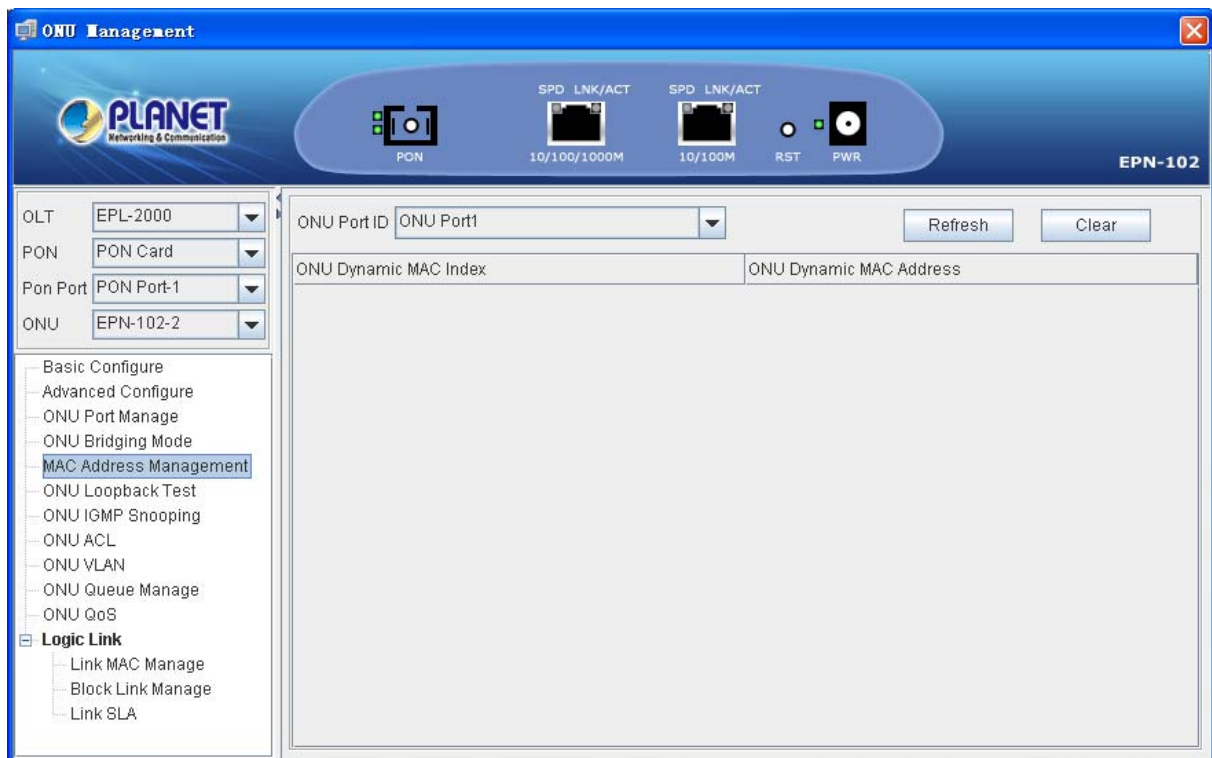 ONU Management
PLANET
Networking & Communication
SPD LNK/ACT
SPD LNK/ACT
PON
10/100/1000M
10/100M
RST
PWR
EPN-102
OLT EPL-2000
PON PON Card
Pon Port PON Port-1
ONU EPN-102-2
Basic Configure
Advanced Configure
ONU Port Manage
ONU Bridging Mode
MAC Address Management
ONU Loopback Test
ONU IGMP Snooping
ONU ACL
ONU VLAN
ONU Queue Manage
ONU QoS
Logic Link
Link MAC Manage
Block Link Manage
Link SLA
ONU Port ID ONU Port1 Refresh Clear
ONU Dynamic MAC Index ONU Dynamic MAC Address